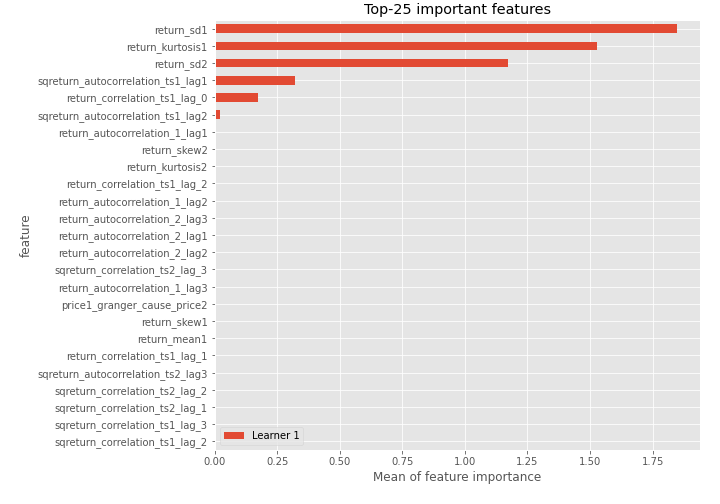 Top-25 important features
return_sd1
return_kurtosis1
return_sd2
sqreturn_autocorrelation_ts1_lag1
return_correlation_ts1_lag_0
sqreturn_autocorrelation_ts1_lag2
return_autocorrelation_1_lag1
return_skew2
return_kurtosis2
return_correlation_ts1_lag_2
return_autocorrelation_1_lag2
return_autocorrelation_2_lag3
return_autocorrelation_2_lag1
return_autocorrelation_2_lag2
sqreturn_correlation_ts2_lag_3
return_autocorrelation_1_lag3
price1_granger_cause_price2
return_skew1
return_mean1
return_correlation_ts1_lag_1
sqreturn_autocorrelation_ts2_lag3
sqreturn_correlation_ts2_lag_2
sqreturn_correlation_ts2_lag_1
sqreturn_correlation_ts1_lag_3
sqreturn_correlation_ts1_lag_2
feature
Learner 1
0.00 0.25 0.50 0.75 1.00 1.25 1.50 1.75
Mean of feature importance